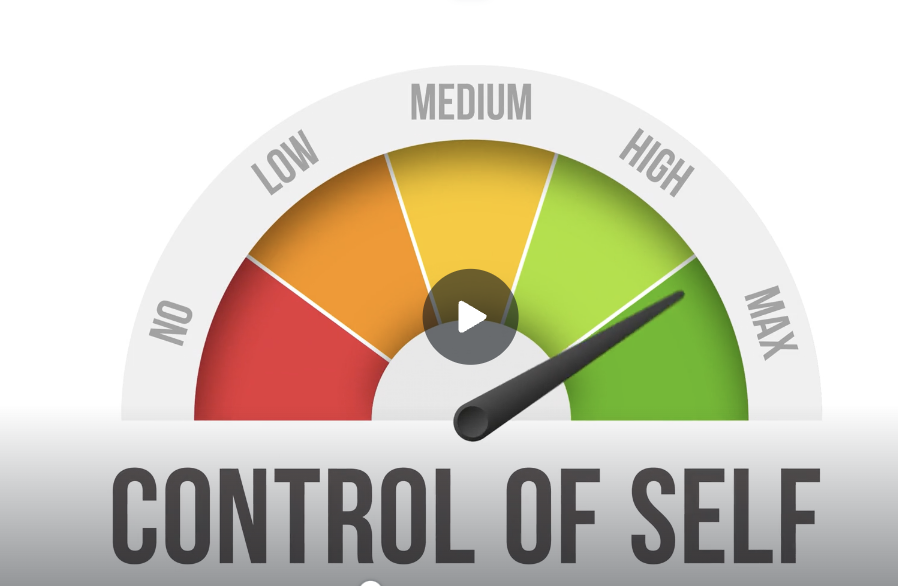 NO
LOW
MEDIUM
HIGH
MAX
CONTROL OF SELF